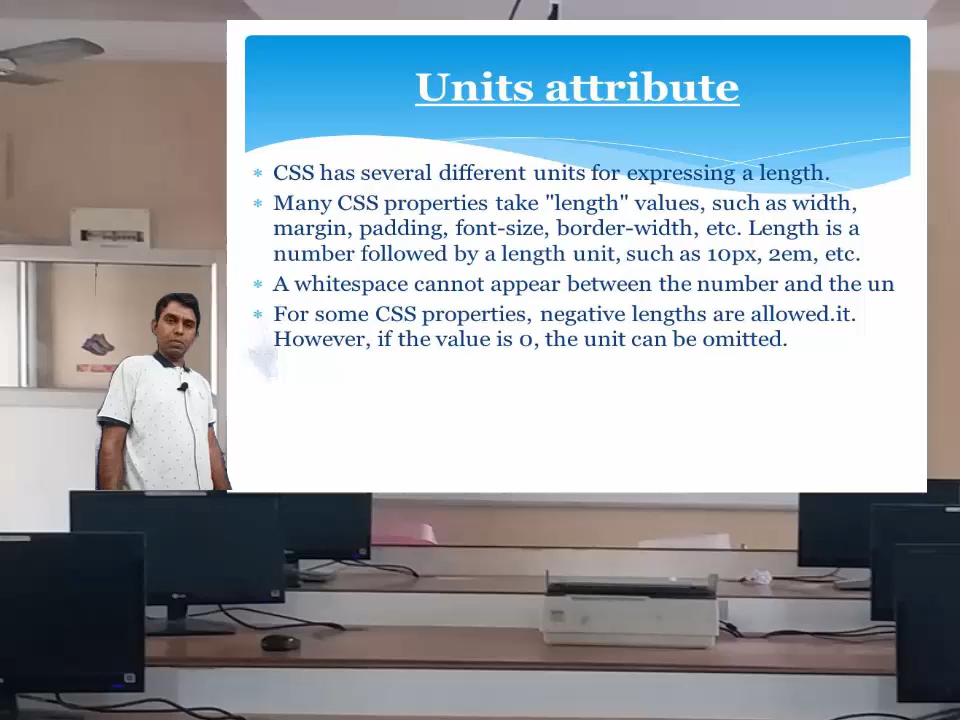 Units attribute
CSS has several different units for expressing a length.
Many CSS properties take "length" values, such as width,
margin, padding, font-size, border-width, etc. Length is a
number followed by a length unit, such as 10px, 2em, etc.
A whitespace cannot appear between the number and the un
For some CSS properties, negative lengths are allowed.it.
However, if the value is 0, the unit can be omitted.